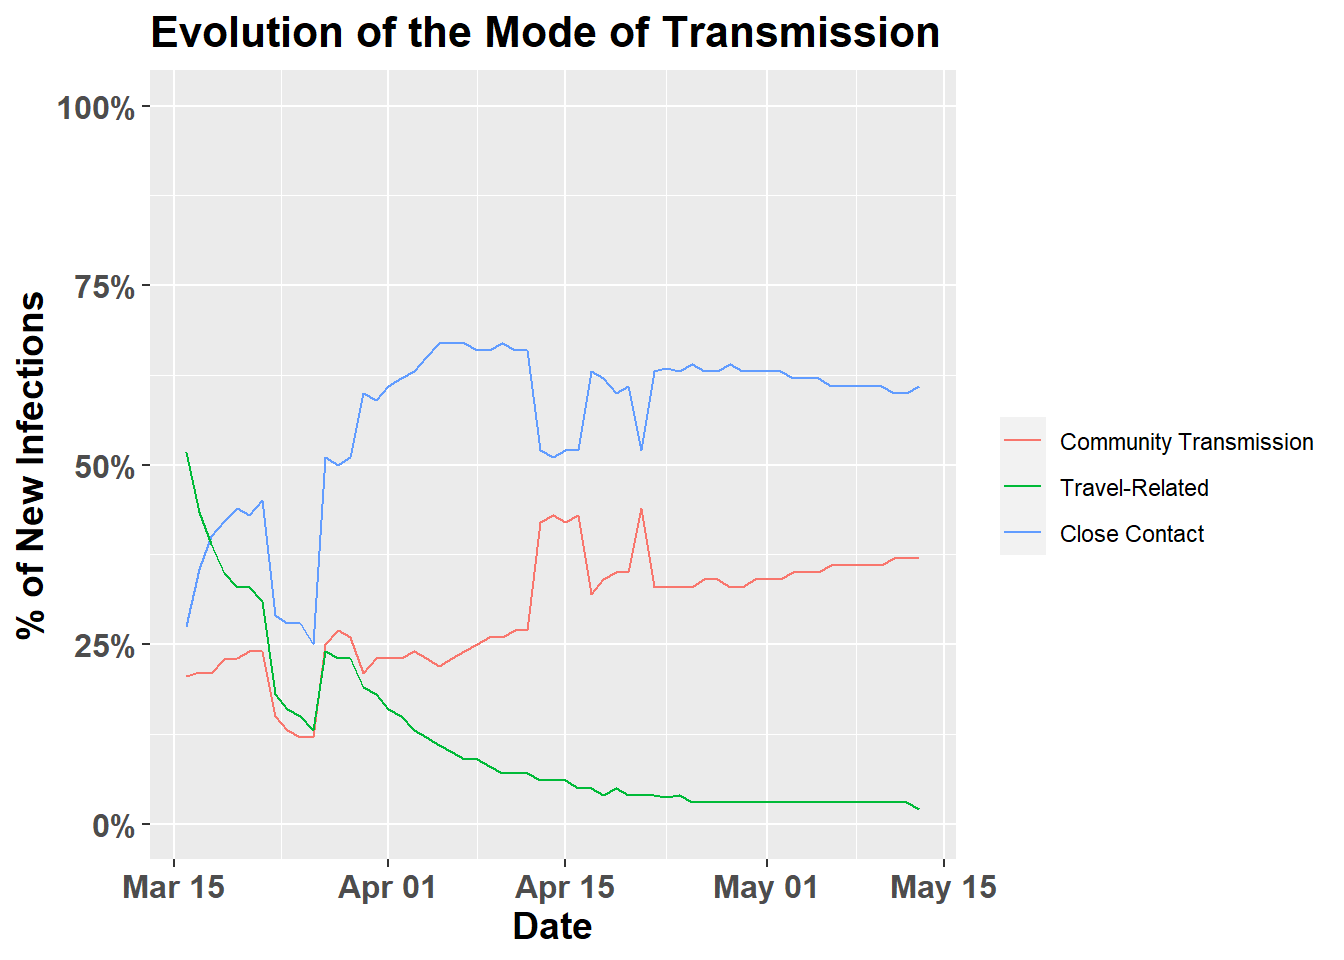 Evolution of the Mode of Transmission
% of New Infections
100%
75%
50%
25%
0%
Mar 15
Apr 01
Apr 15
May 01
May 15
Date
Community Transmission
Travel-Related
Close Contact